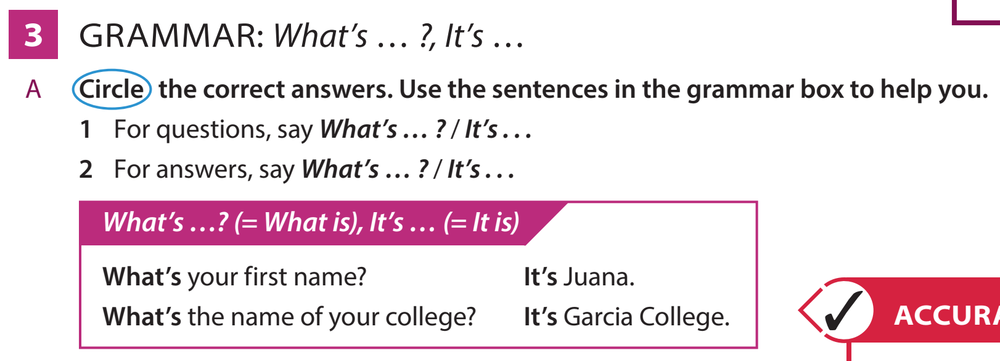 3 GRAMMAR: What’s … ?, It’s …
A Circle the correct answers. Use the sentences in the grammar box to help you.
1 For questions, say What’s … ? / It’s . . .
2 For answers, say What’s … ? / It’s . . .
What’s …? (= What is), It’s … (= It is)
What’s your first name? It’s Juana.
What’s the name of your college? It’s Garcia College.